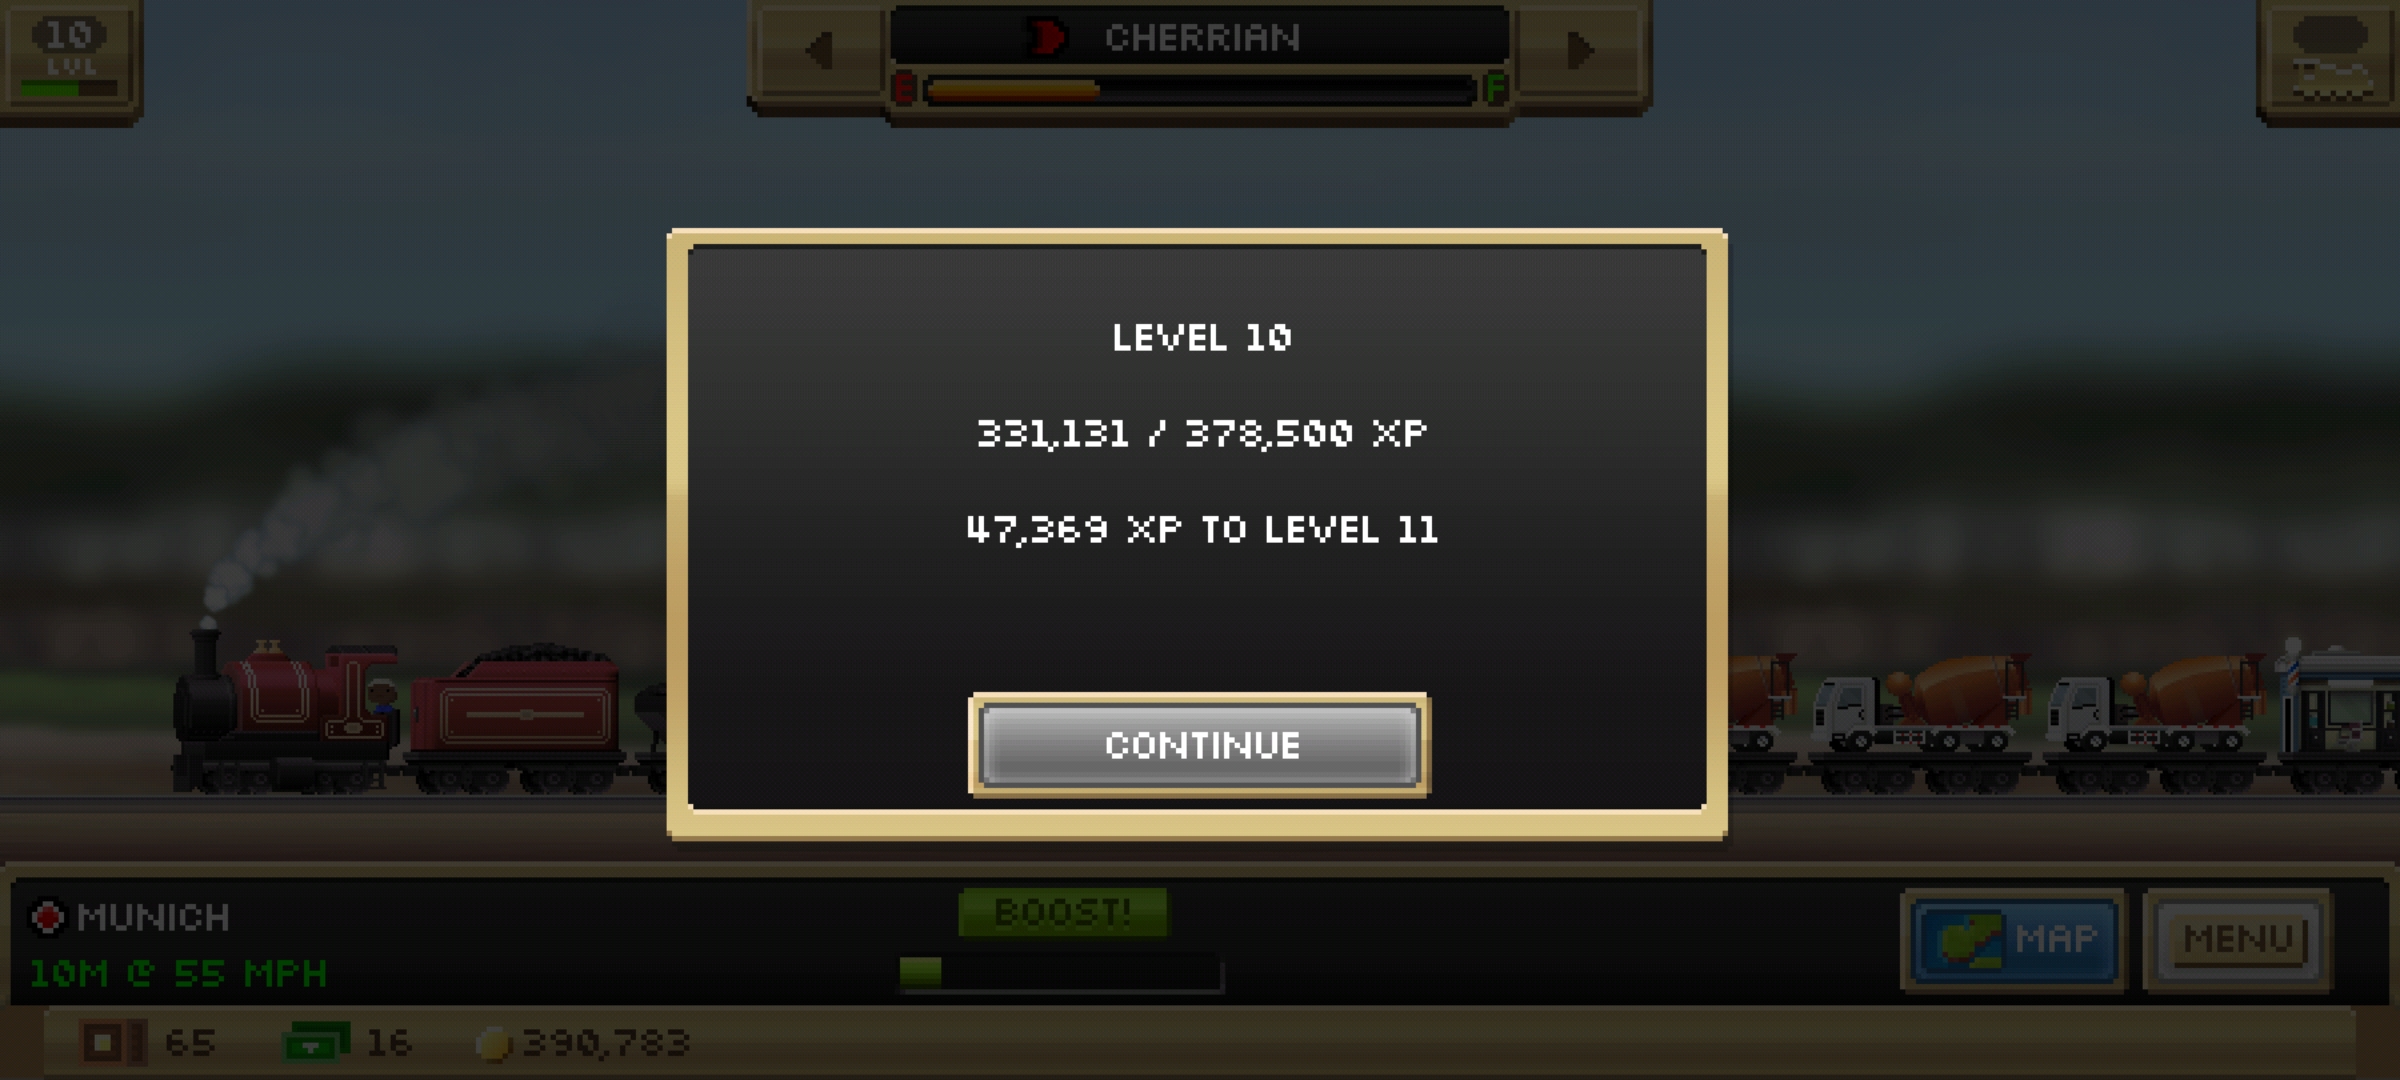 10
LVL
CHERRIAN
E F
LEVEL 10
331,131 / 378,500 XP
47,369 XP TO LEVEL 11
CONTINUE
MUNICH
10M @ 55 MPH
BOOST!
MAP
MENU
65 16 390,783